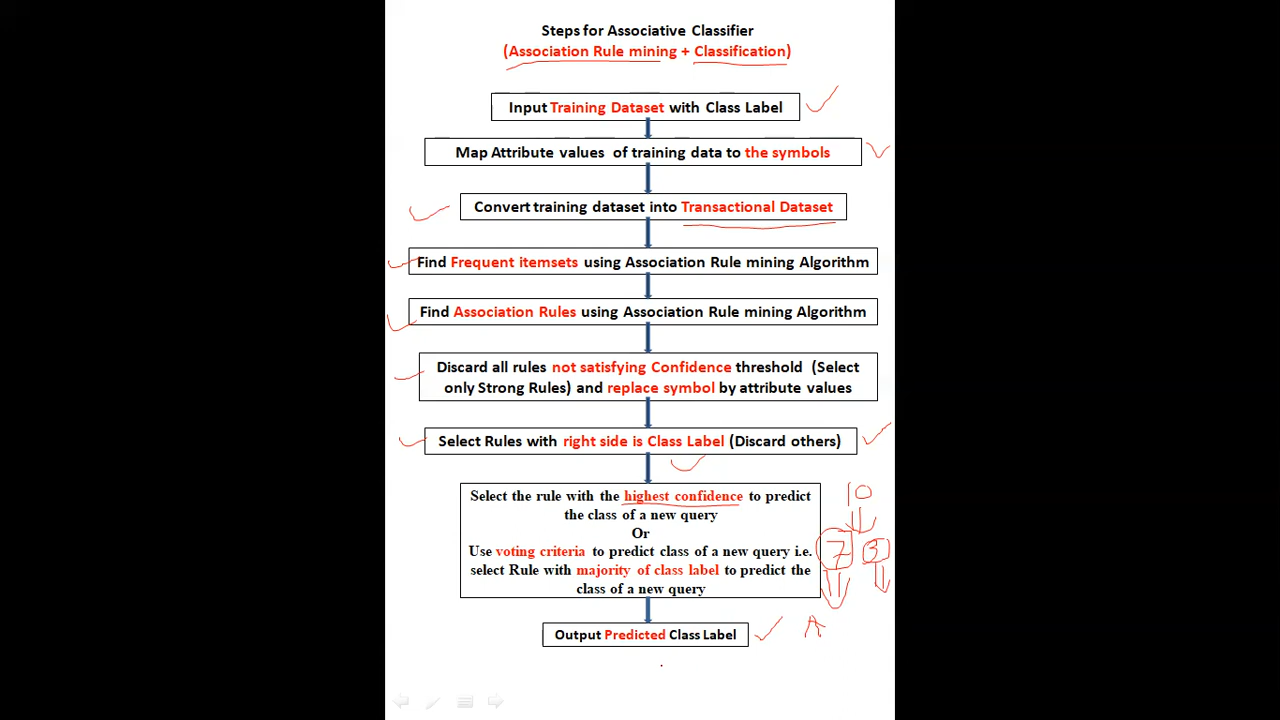 Steps for Associative Classifier
(Association Rule mining + Classification)
Input Training Dataset with Class Label
Map Attribute values of training data to the symbols
Convert training dataset into Transactional Dataset
Find Frequent itemsets using Association Rule mining Algorithm
Find Association Rules using Association Rule mining Algorithm
Discard all rules not satisfying Confidence threshold (Select
only Strong Rules) and replace symbol by attribute values
Select Rules with right side is Class Label (Discard others)
Select the rule with the highest confidence to predict
the class of a new query
Or
Use voting criteria to predict class of a new query i.e.
select Rule with majority of class label to predict the
class of a new query
10
7 3
A
Output Predicted Class Label